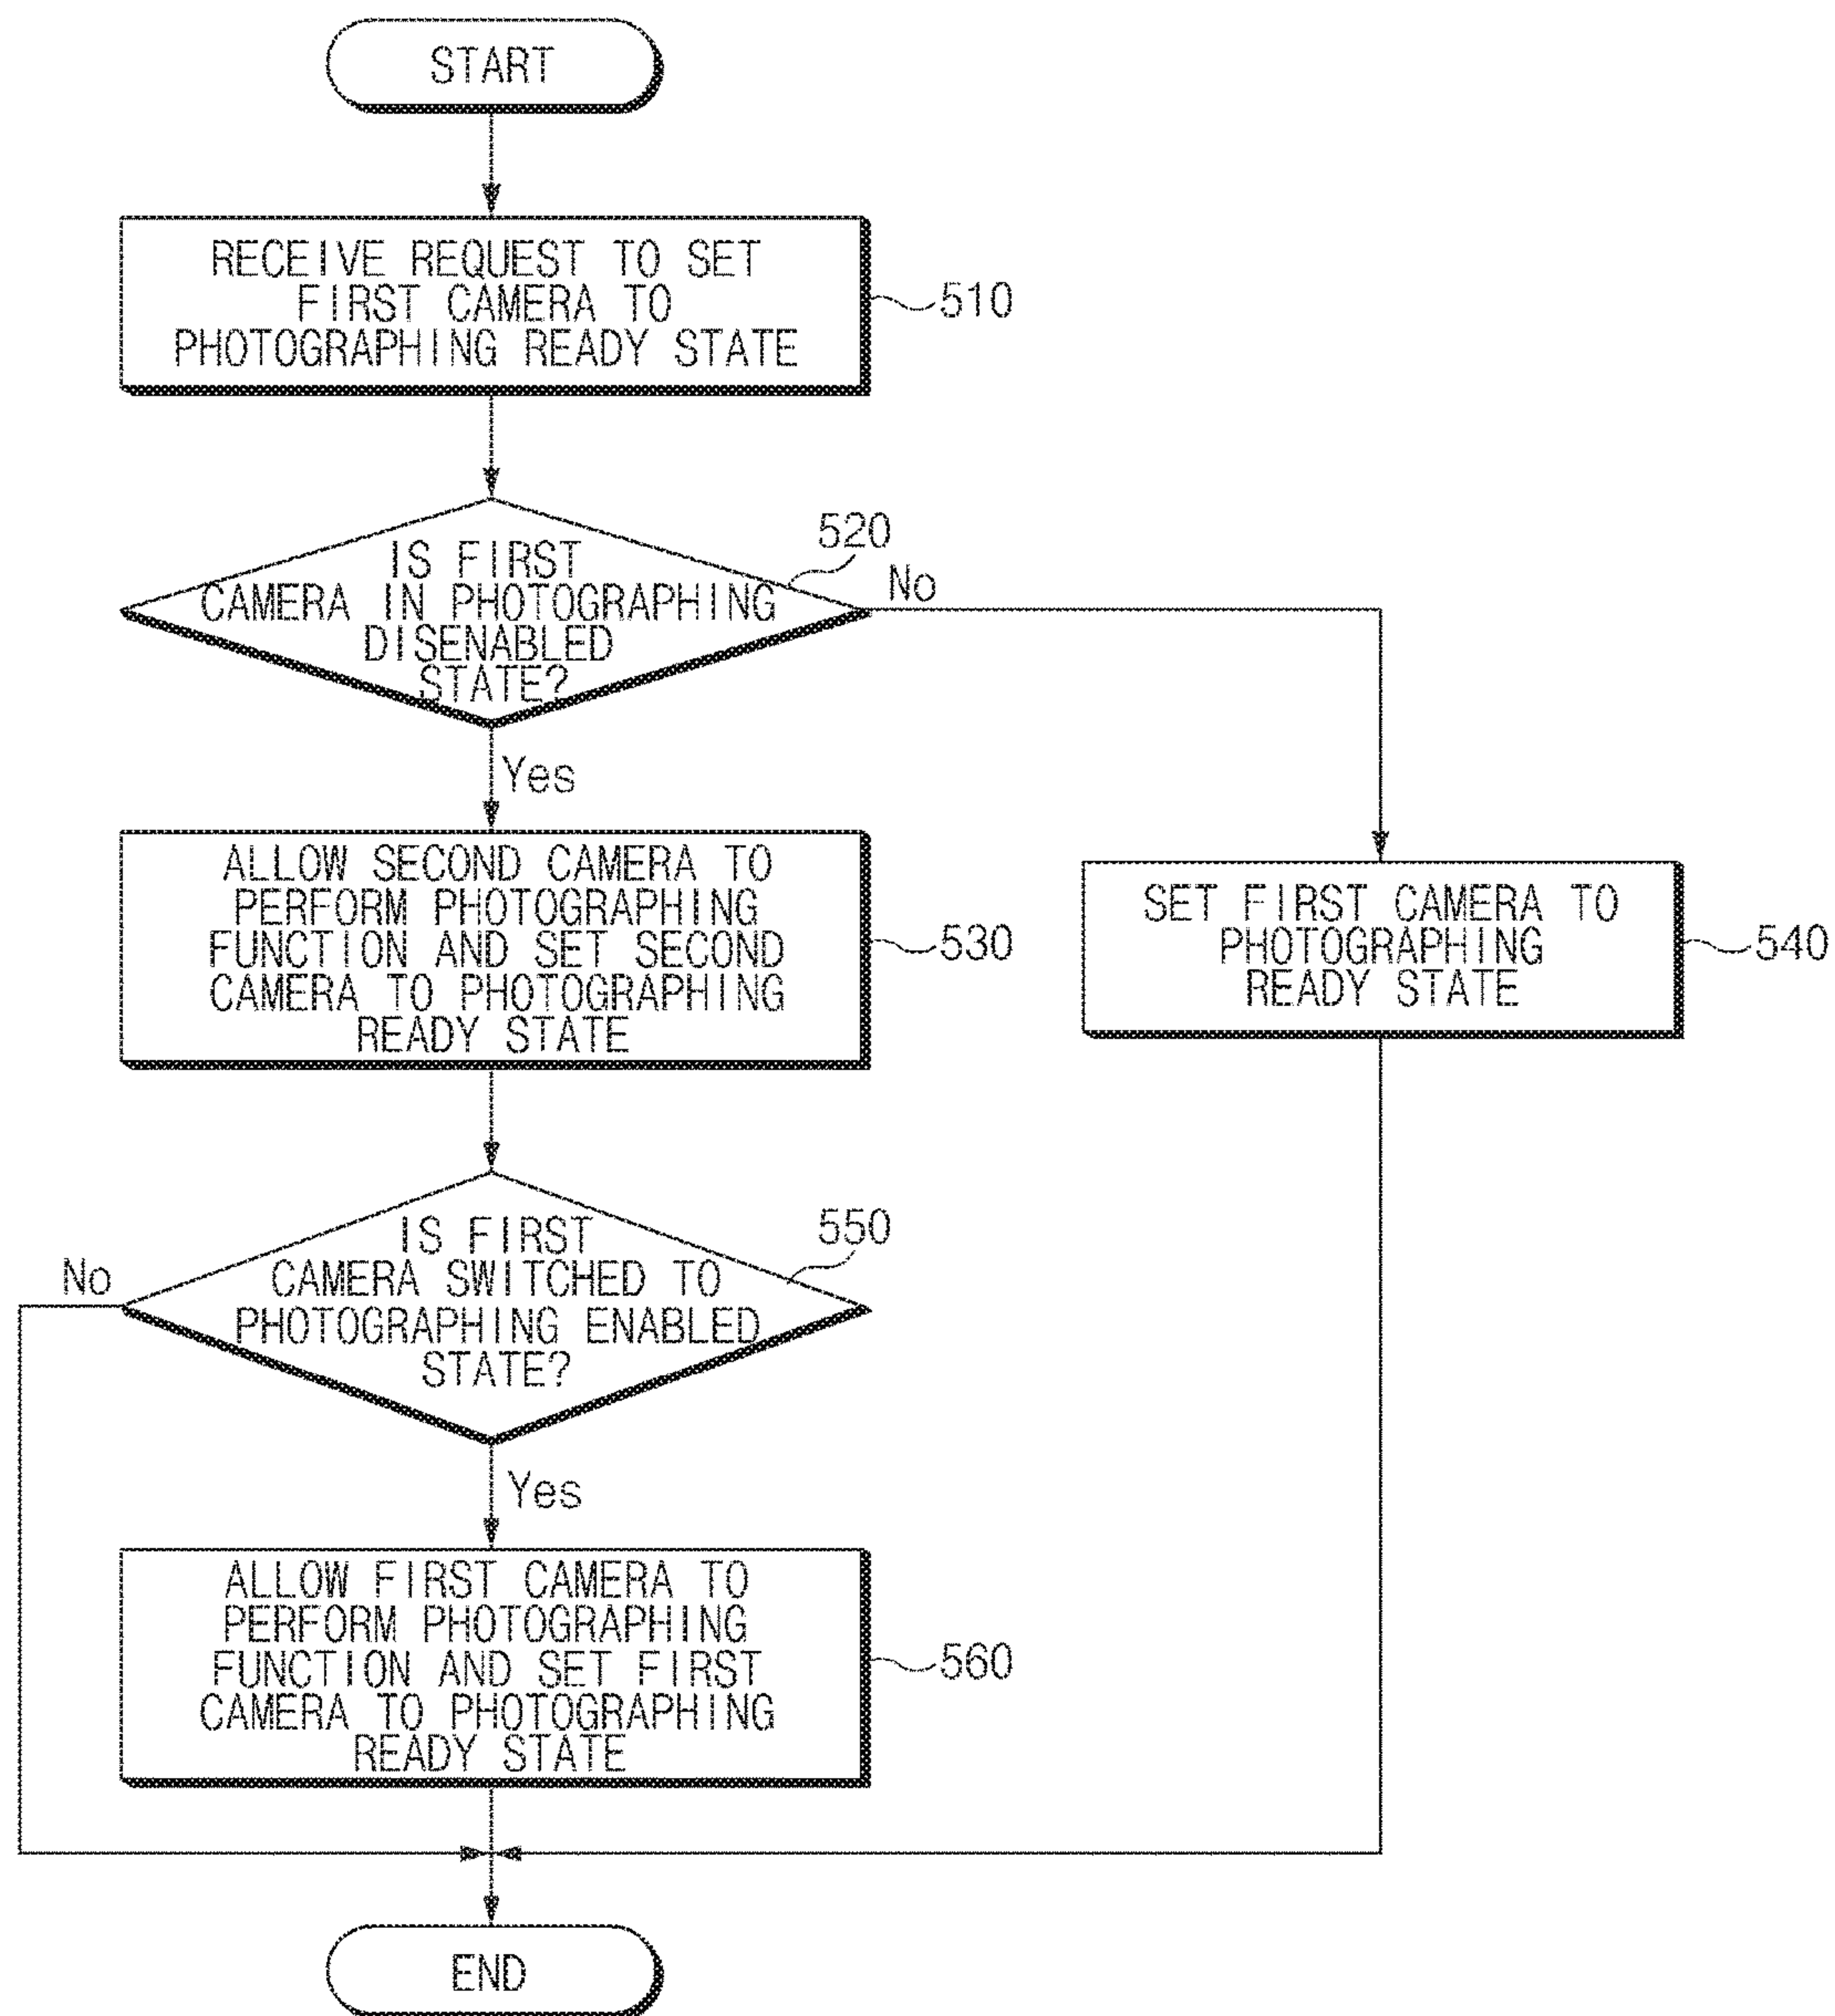 START
RECEIVE REQUEST TO SET
FIRST CAMERA TO
PHOTOGRAPHING READY STATE
510
520
IS FIRST
CAMERA IN PHOTOGRAPHING
DISENABLED
STATE?
No
Yes
ALLOW SECOND CAMERA TO
PERFORM PHOTOGRAPHING
FUNCTION AND SET SECOND
CAMERA TO PHOTOGRAPHING
READY STATE
530
SET FIRST CAMERA TO
PHOTOGRAPHING
READY STATE
540
550
IS FIRST
CAMERA SWITCHED TO
PHOTOGRAPHING ENABLED
STATE?
No
Yes
ALLOW FIRST CAMERA TO
PERFORM PHOTOGRAPHING
FUNCTION AND SET FIRST
CAMERA TO PHOTOGRAPHING
READY STATE
560
END